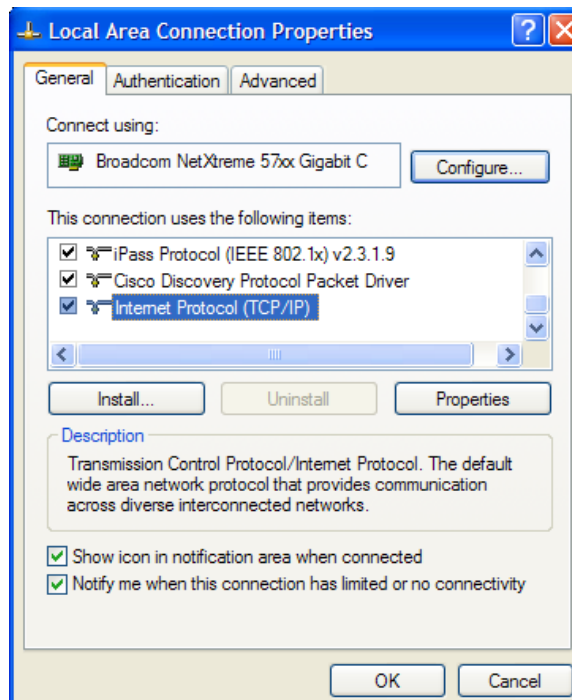 Local Area Connection Properties
General
Authentication
Advanced
Connect using:
Broadcom NetXtreme 57xx Gigabit C
Configure...
This connection uses the following items:
iPass Protocol (IEEE 802.1x) v2.3.1.9
Cisco Discovery Protocol Packet Driver
Internet Protocol (TCP/IP)
Install...
Uninstall
Properties
Description
Transmission Control Protocol/Internet Protocol. The default
wide area network protocol that provides communication
across diverse interconnected networks.
Show icon in notification area when connected
Notify me when this connection has limited or no connectivity
OK
Cancel